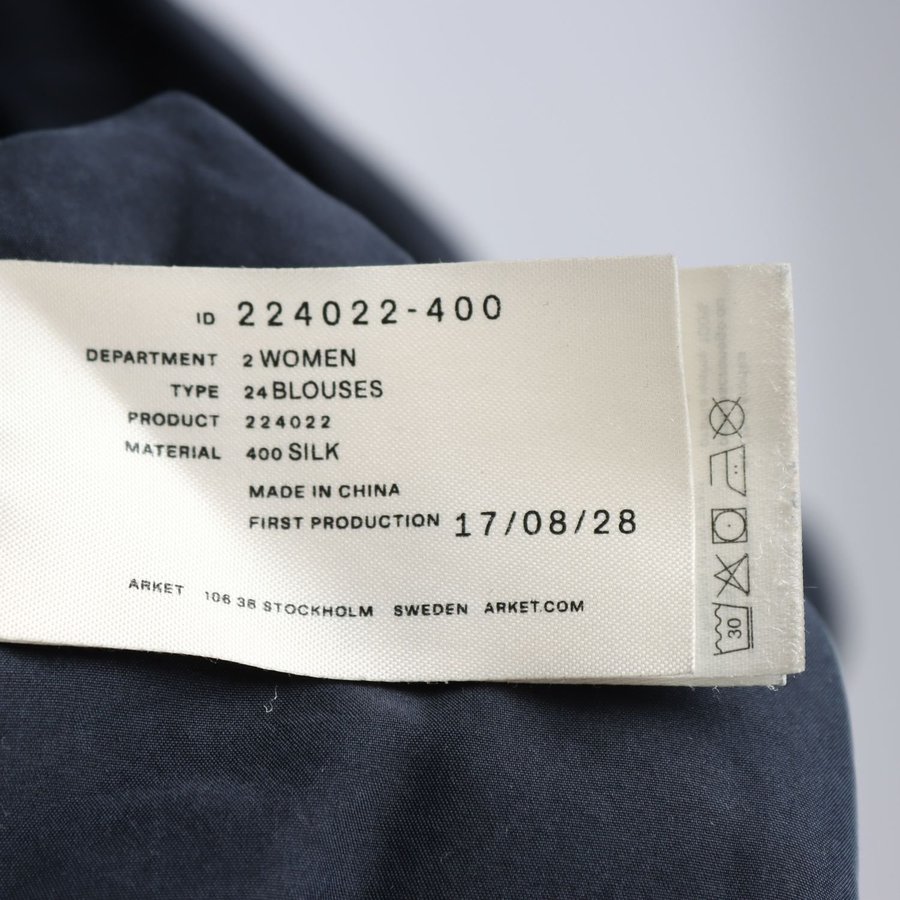 ID 224022-400
DEPARTMENT 2 WOMEN
TYPE 24 BLOUSES
PRODUCT 224022
MATERIAL 400 SILK
MADE IN CHINA
FIRST PRODUCTION 17/08/28
ARKET 106 38 STOCKHOLM SWEDEN ARKET.COM
30